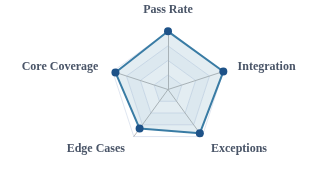 Pass Rate
Core Coverage
Integration
Edge Cases
Exceptions